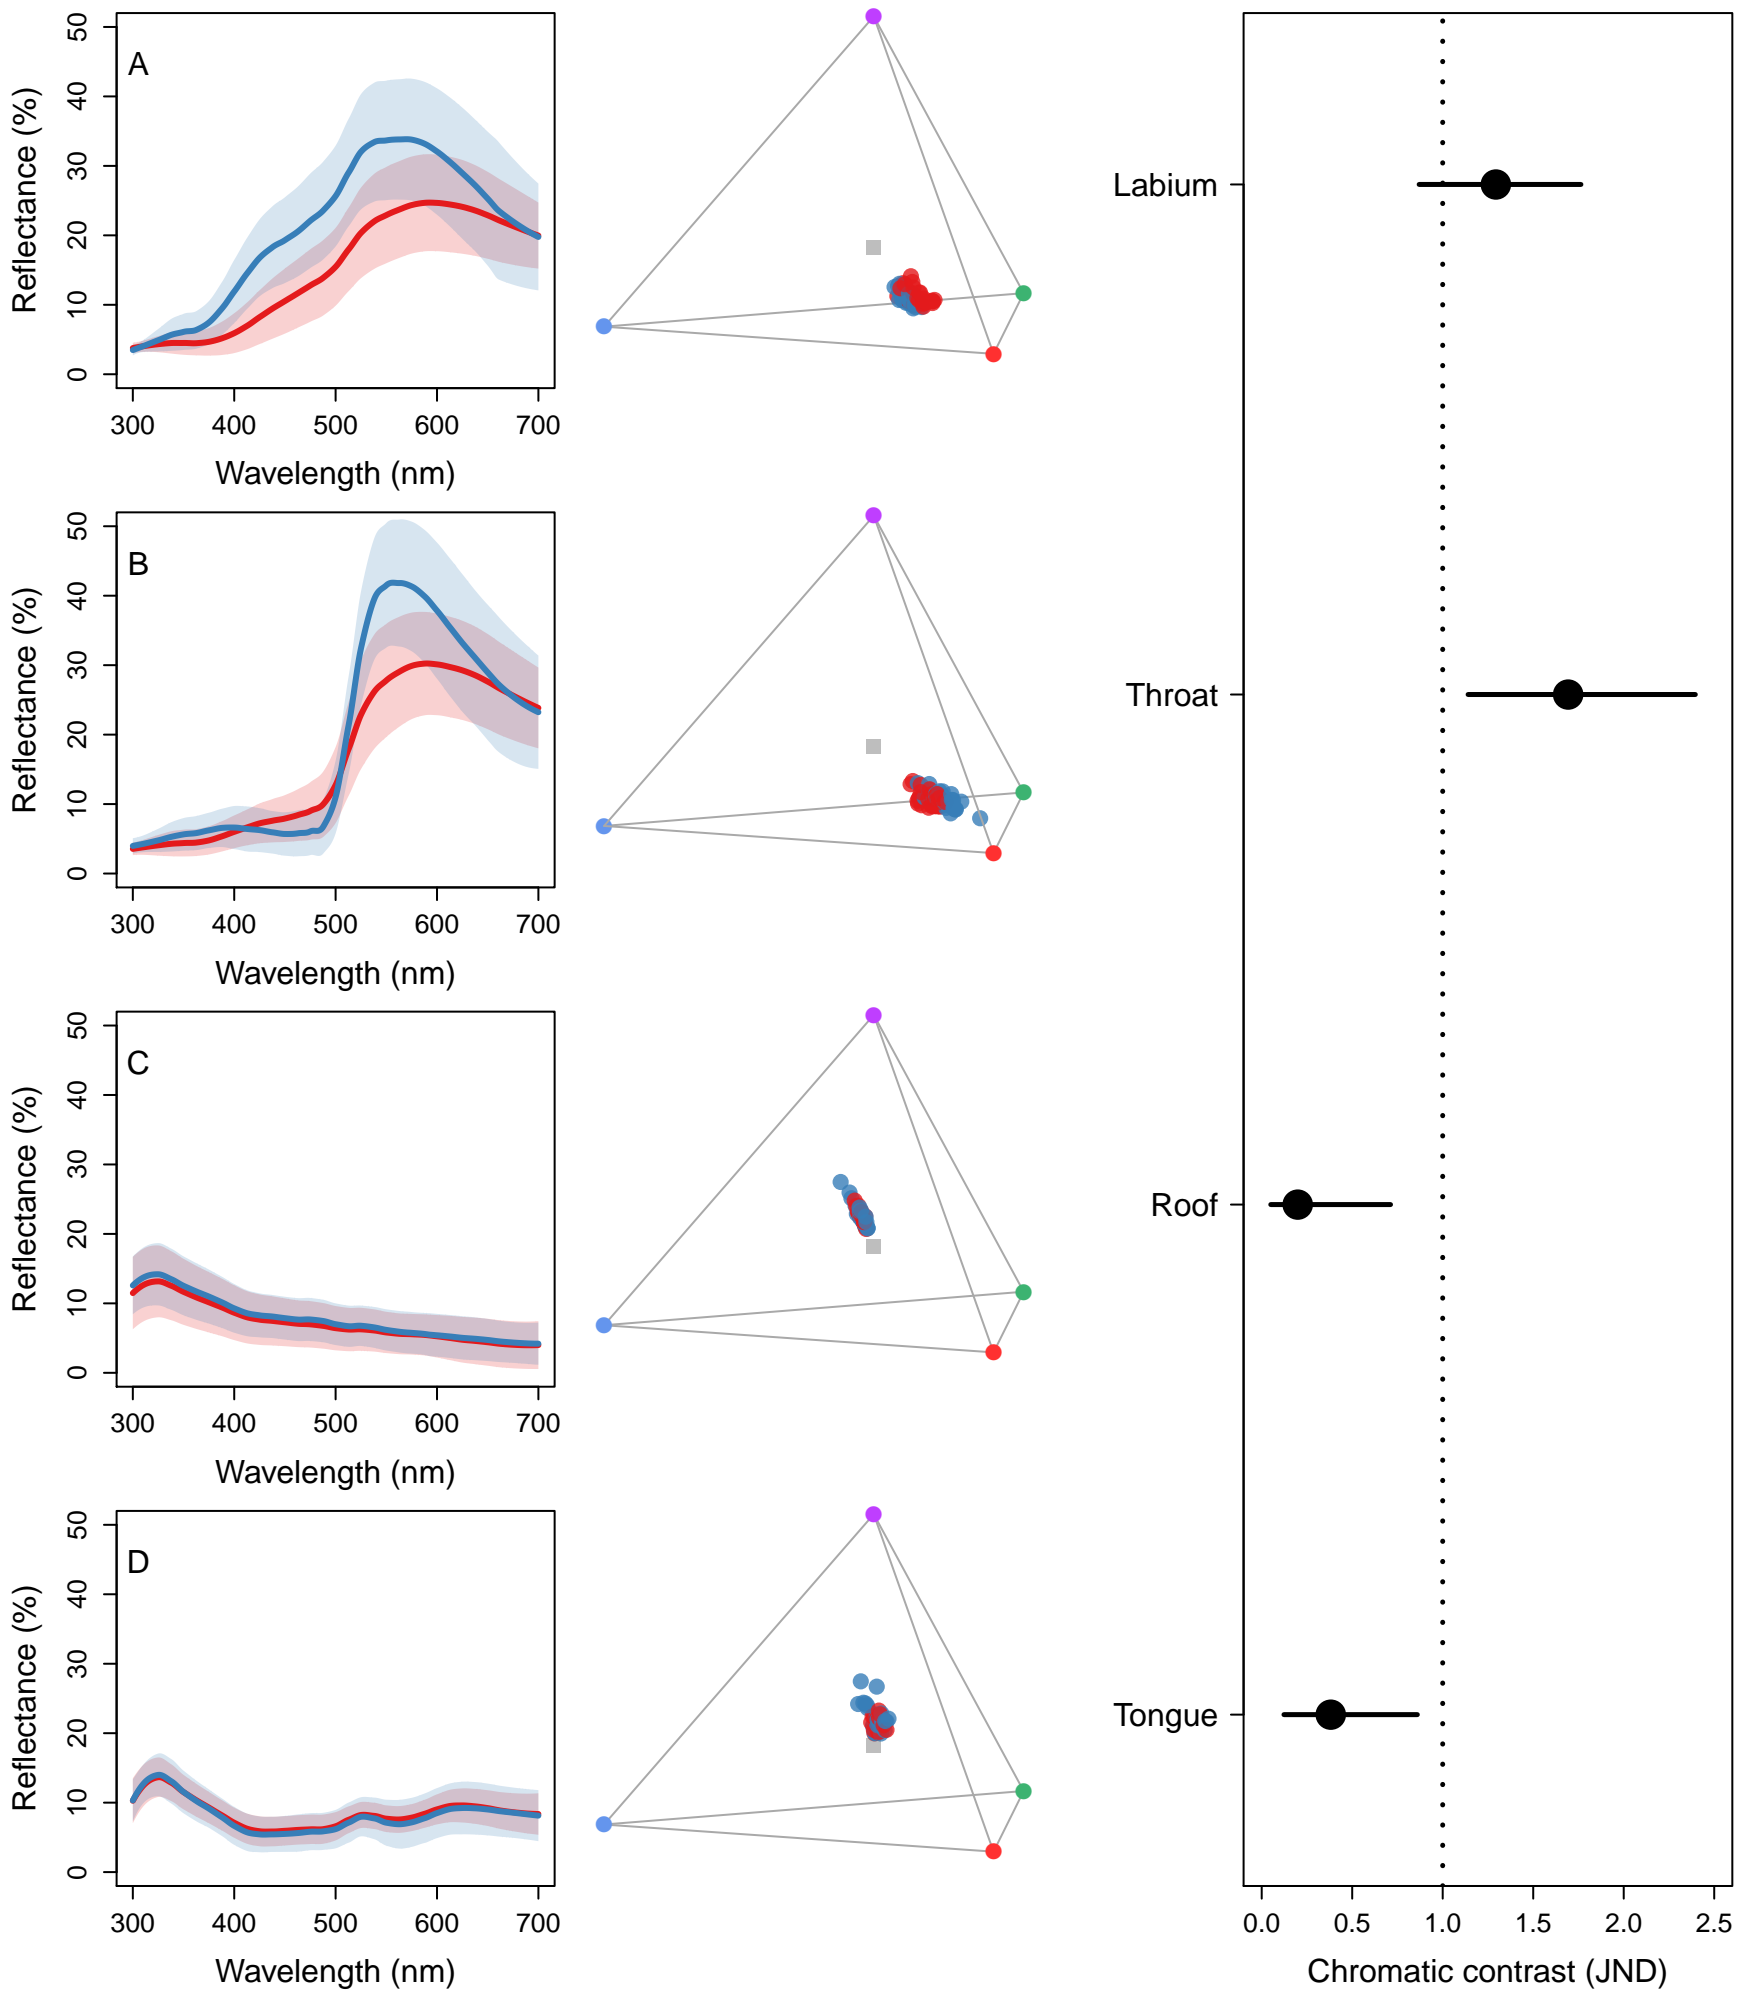 A
Reflectance (%)
0 10 20 30 40 50
300 400 500 600 700
Wavelength (nm)
B
Reflectance (%)
0 10 20 30 40 50
300 400 500 600 700
Wavelength (nm)
C
Reflectance (%)
0 10 20 30 40 50
300 400 500 600 700
Wavelength (nm)
D
Reflectance (%)
0 10 20 30 40 50
300 400 500 600 700
Wavelength (nm)
Labium
Throat
Roof
Tongue
0.0 0.5 1.0 1.5 2.0 2.5
Chromatic contrast (JND)